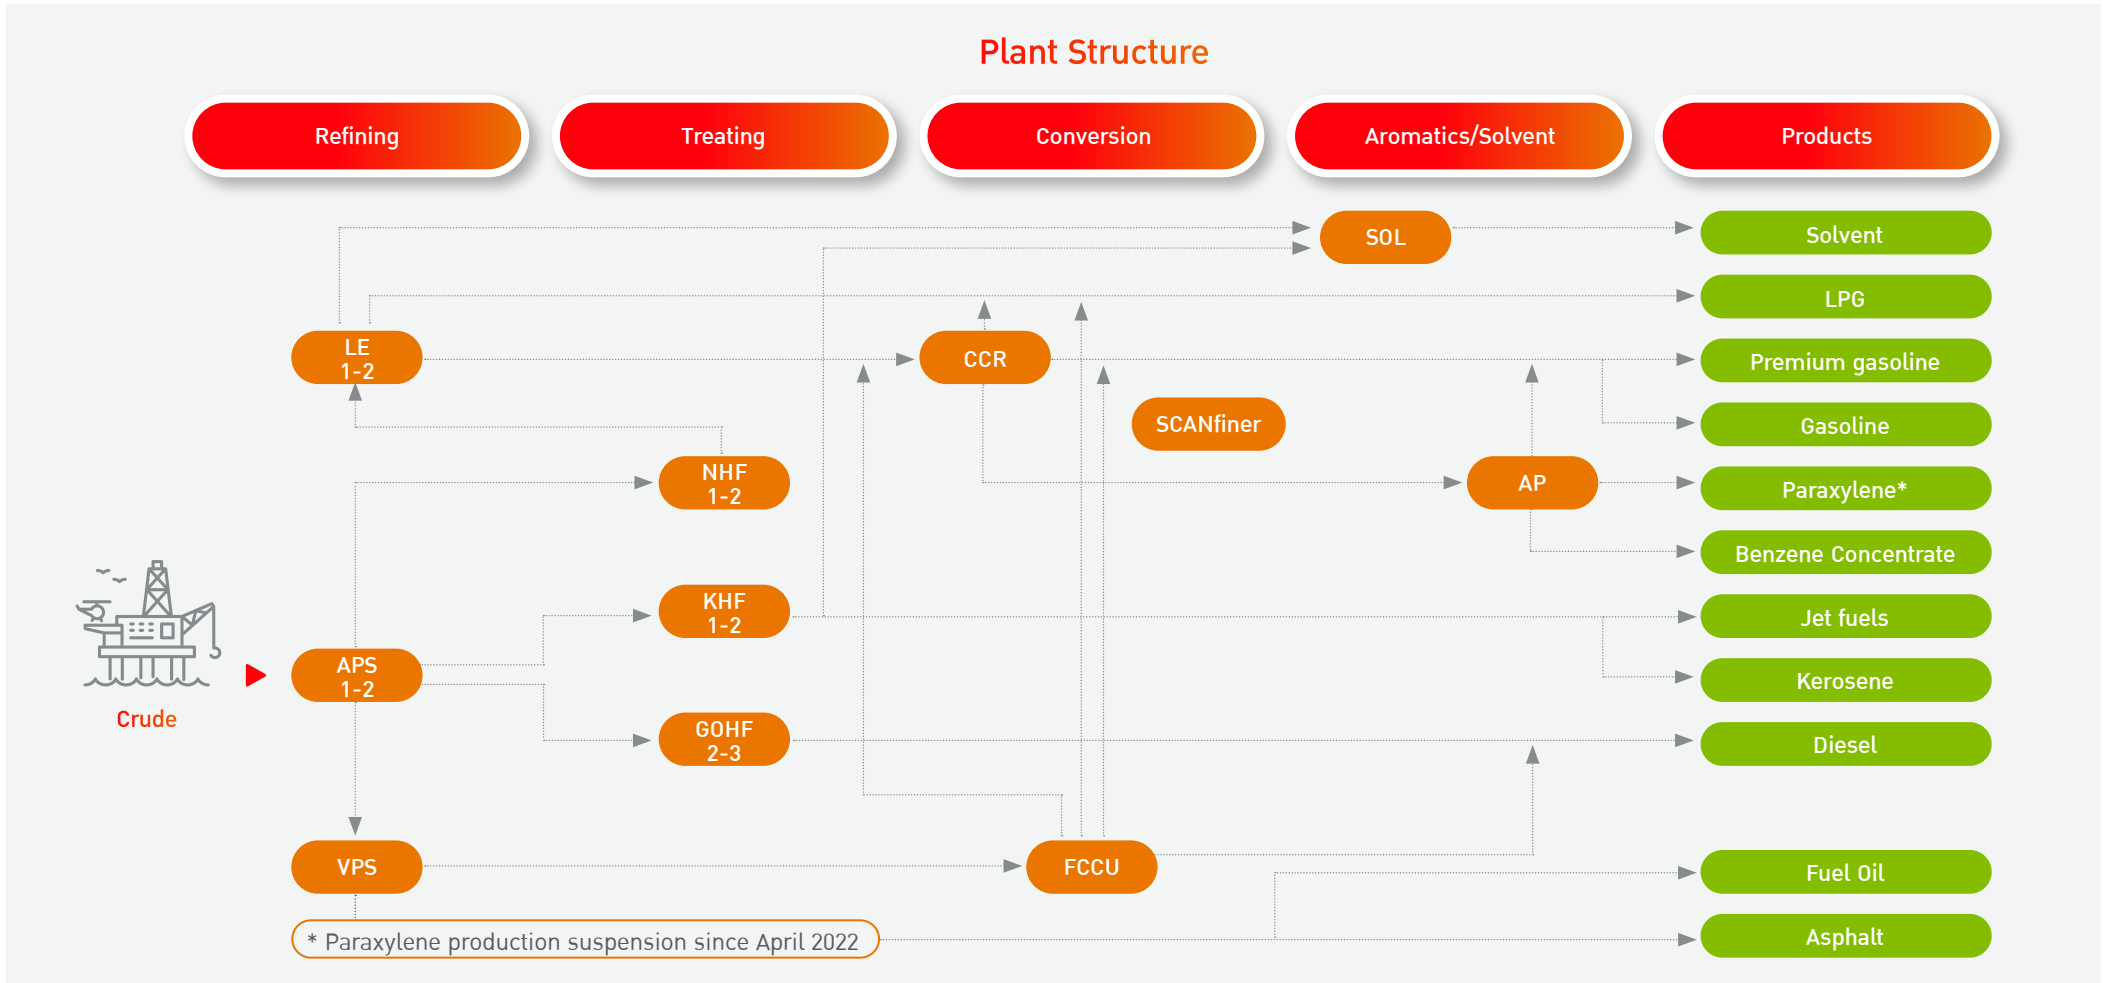 Plant Structure
Refining
Treating
Conversion
Aromatics/Solvent
Products
SOL
Solvent
LPG
LE
1-2
CCR
Premium gasoline
SCANfiner
Gasoline
NHF
1-2
AP
Paraxylene*
Benzene Concentrate
KHF
1-2
Jet fuels
APS
1-2
Kerosene
Crude
GOHF
2-3
Diesel
VPS
FCCU
Fuel Oil
* Paraxylene production suspension since April 2022
Asphalt